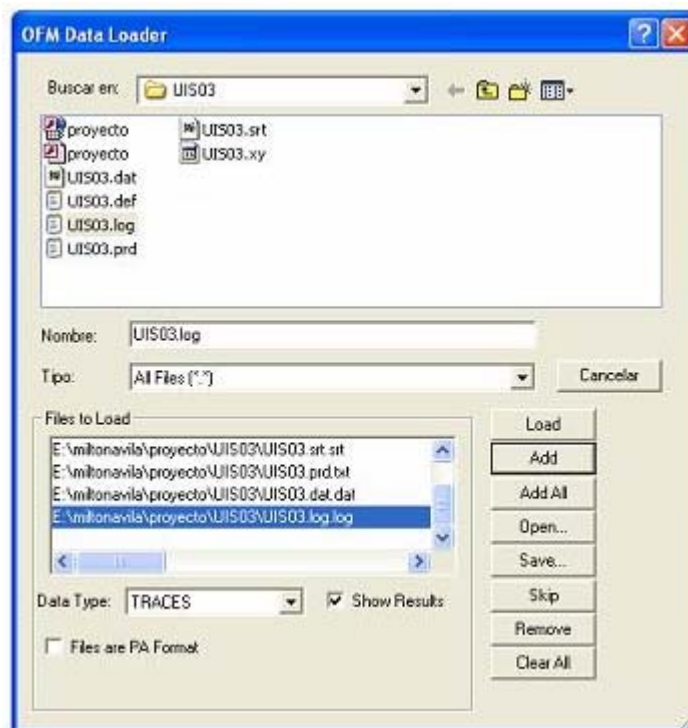 OFM Data Loader
Buscar en: UIS03
proyecto UIS03.srt
proyecto UIS03.xy
UIS03.dat
UIS03.def
UIS03.log
UIS03.prd
Nombre: UIS03.log
Tipo: All Files (*.*) Cancelar
Files to Load
E:\miltonavila\proyecto\UIS03\UIS03.srt.srt
E:\miltonavila\proyecto\UIS03\UIS03.prd.txt
E:\miltonavila\proyecto\UIS03\UIS03.dat.dat
E:\miltonavila\proyecto\UIS03\UIS03.log.log
Load
Add
Add All
Open...
Save...
Skip
Remove
Clear All
Data Type: TRACES Show Results
Files are PA Format